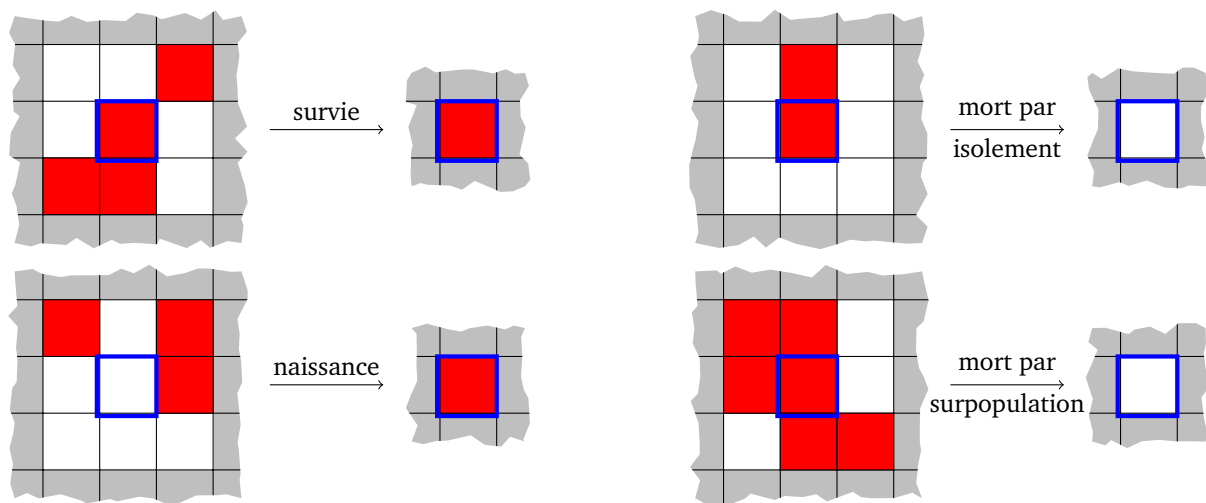 survie
mort par
isolement
naissance
mort par
surpopulation